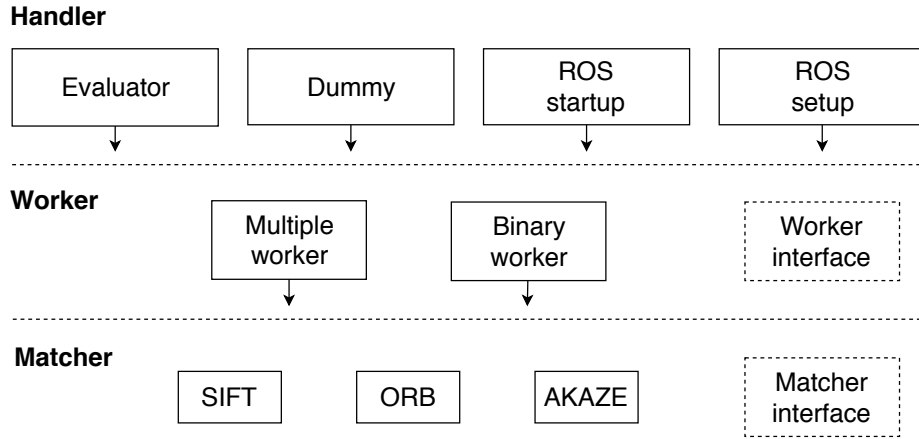 Handler
Evaluator
Dummy
ROS
startup
ROS
setup
Worker
Multiple
worker
Binary
worker
Worker
interface
Matcher
SIFT
ORB
AKAZE
Matcher
interface